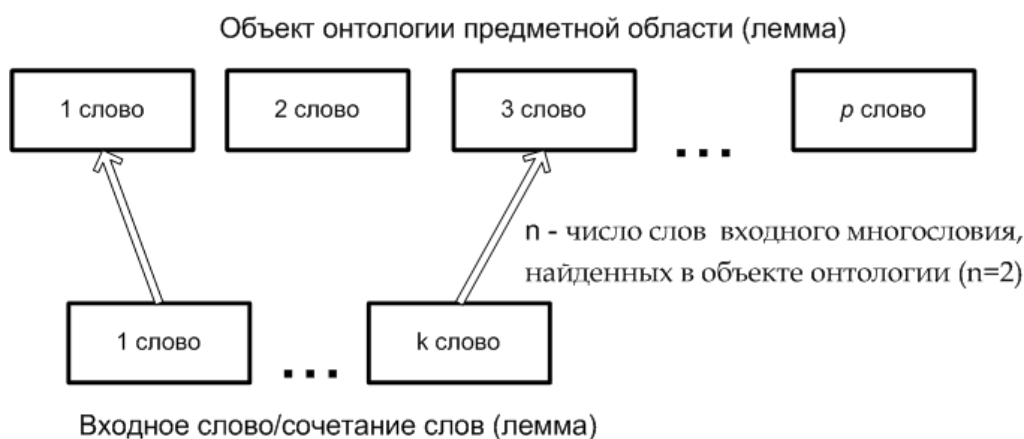 Объект онтологии предметной области (лемма)
1 слово
2 слово
3 слово
...
p слово
n - число слов входного многословия,
найденных в объекте онтологии (n=2)
1 слово
...
k слово
Входное слово/сочетание слов (лемма)